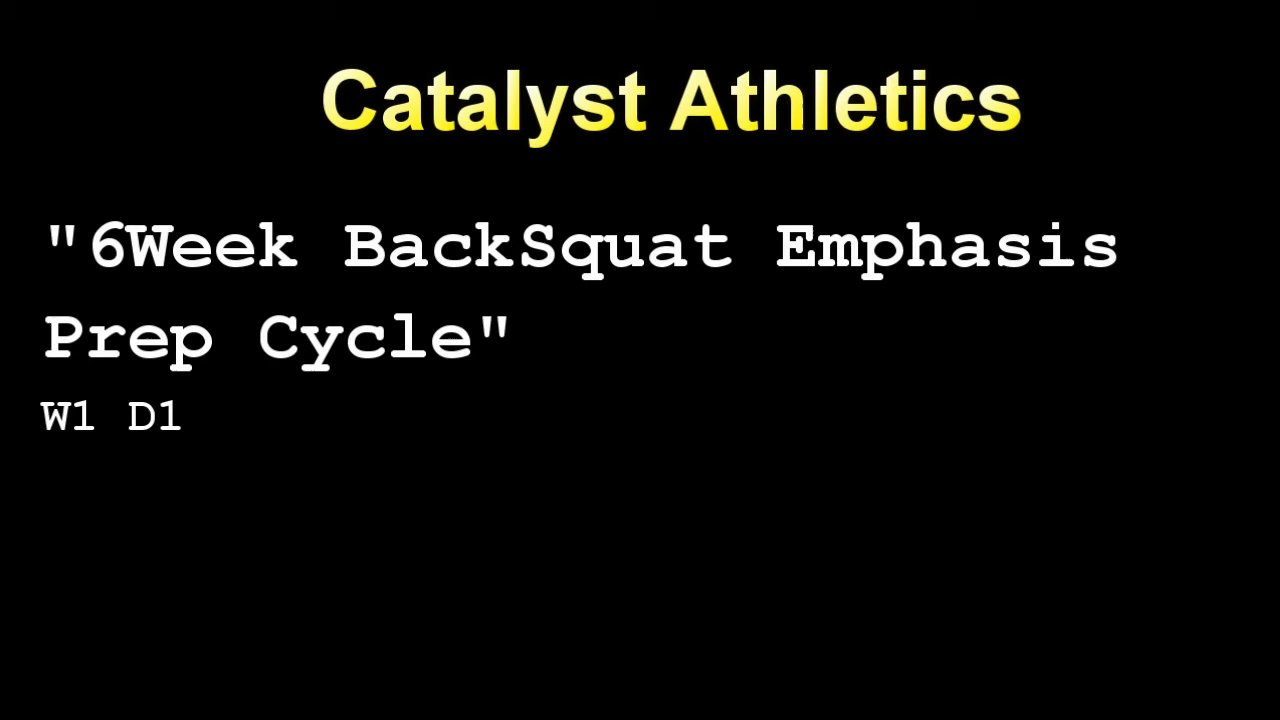 Catalyst Athletics
"6Week BackSquat Emphasis
Prep Cycle"
W1 D1